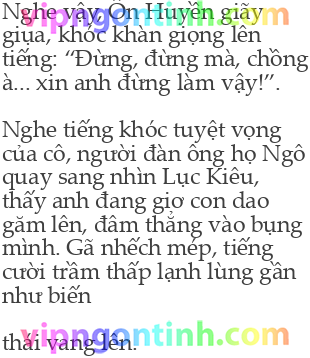 Nghe vậy, Ôn Huyền giãy
giụa, khóc khàn giọng lên
tiếng: “Đừng, đừng mà, chồng
à... xin anh đừng làm vậy!”.

Nghe tiếng khóc tuyệt vọng
của cô, người đàn ông họ Ngô
quay sang nhìn Lục Kiêu,
thấy anh đang giơ con dao
găm lên, đâm thẳng vào bụng
mình. Gã nhếch mép, tiếng
cười trầm thấp lạnh lùng gần
như biến

thái vang lên.
vipngontinh.com
vipngontinh.com